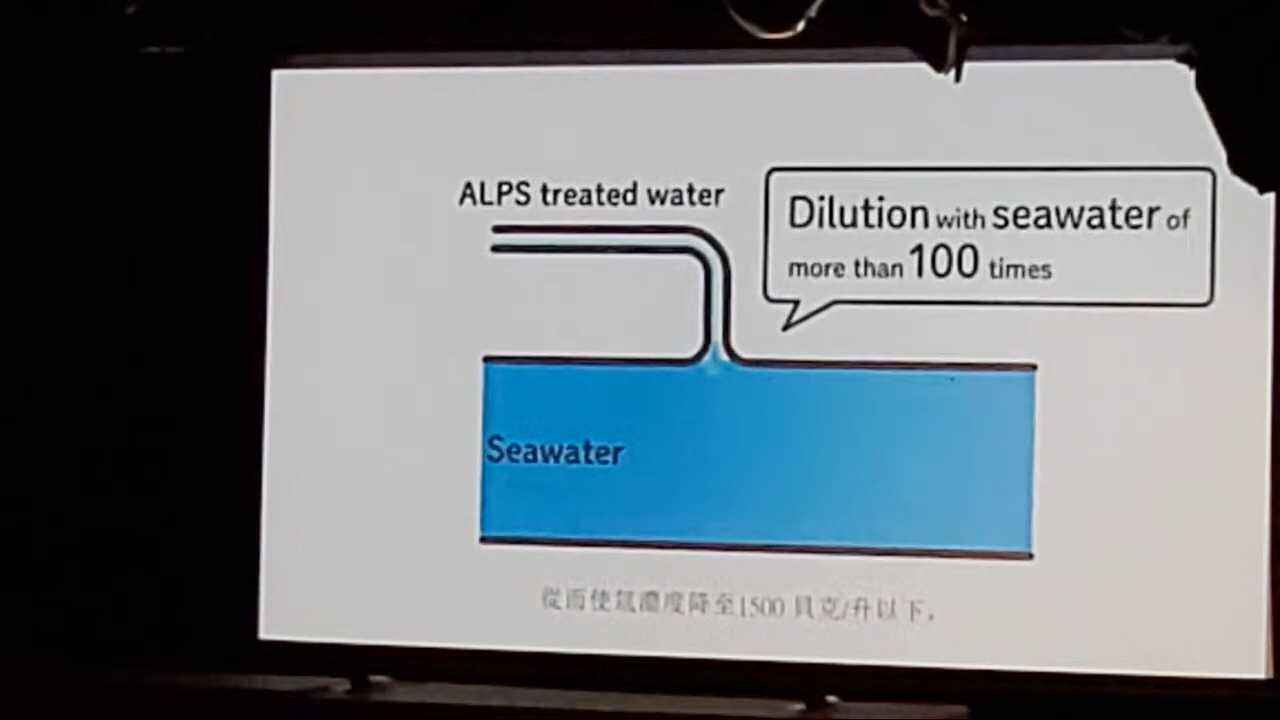 ALPS treated water
Dilution with seawater of
more than 100 times
Seawater
從而使氚濃度降至1500 貝克/升以下。